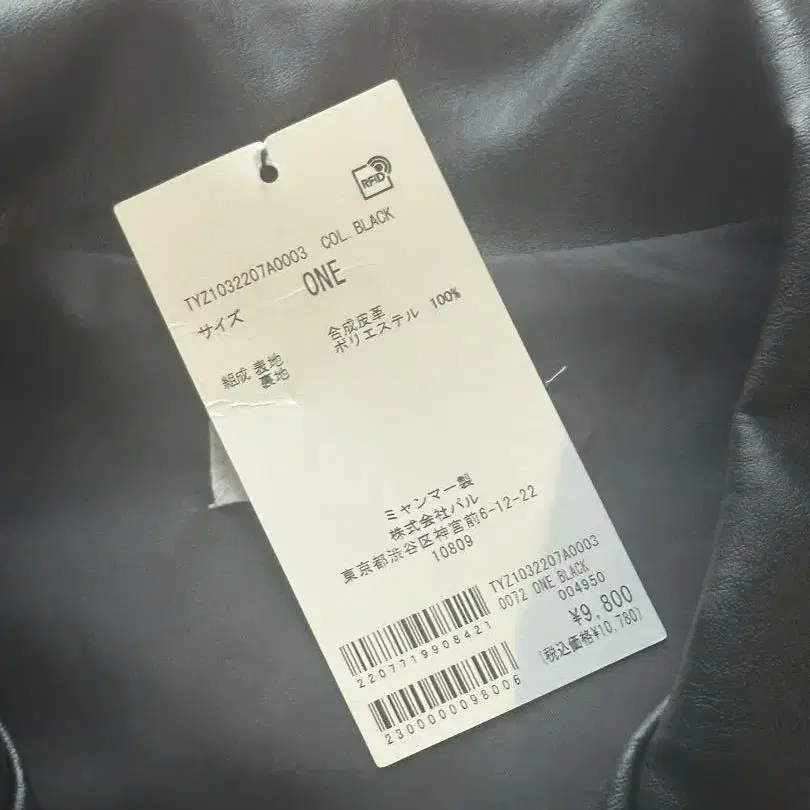 RFID
TYZ1032207A0003 COL. BLACK
サイズ ONE
組成 表地 合成皮革
裏地 ポリエステル 100%
ミャンマー製
株式会社パル
東京都渋谷区神宮前6-12-22
10809
TYZ1032207A0003
0072 ONE BLACK
004950
¥9,800
(税込価格¥10,780)
2207719908421
2300000098006